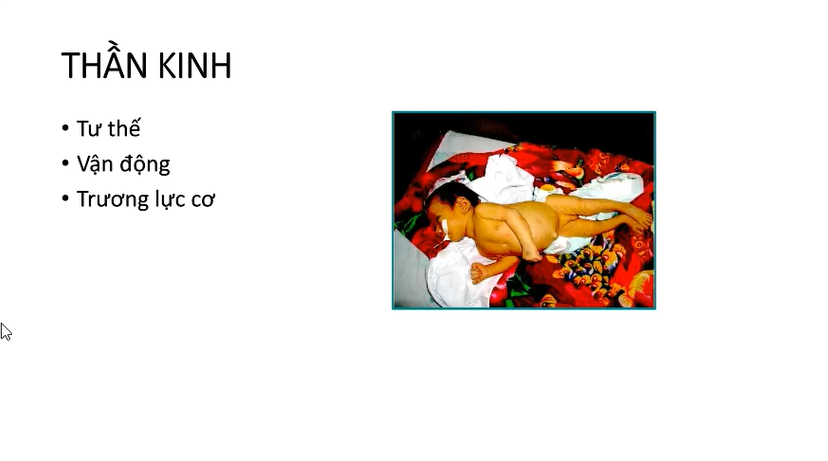 THẦN KINH
• Tư thế
• Vận động
• Trương lực cơ